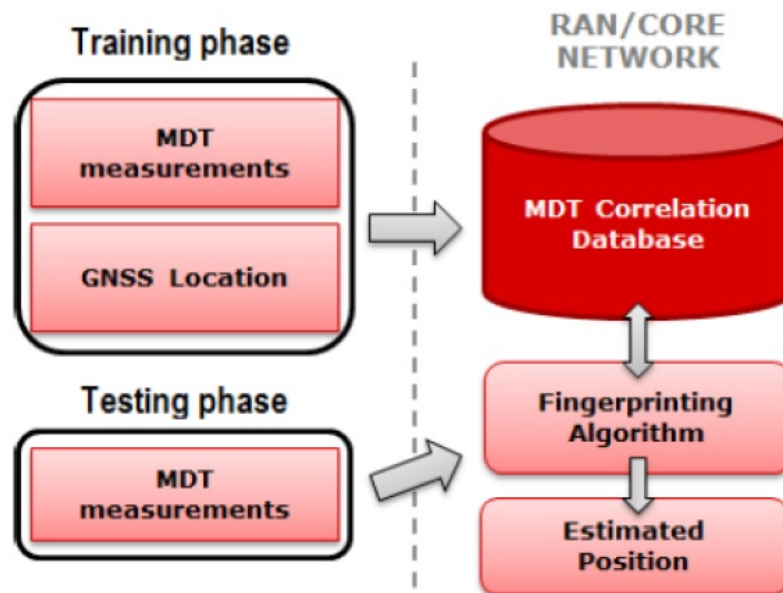 Training phase
MDT
measurements
GNSS Location
Testing phase
MDT
measurements
RAN/CORE
NETWORK
MDT Correlation
Database
Fingerprinting
Algorithm
Estimated
Position